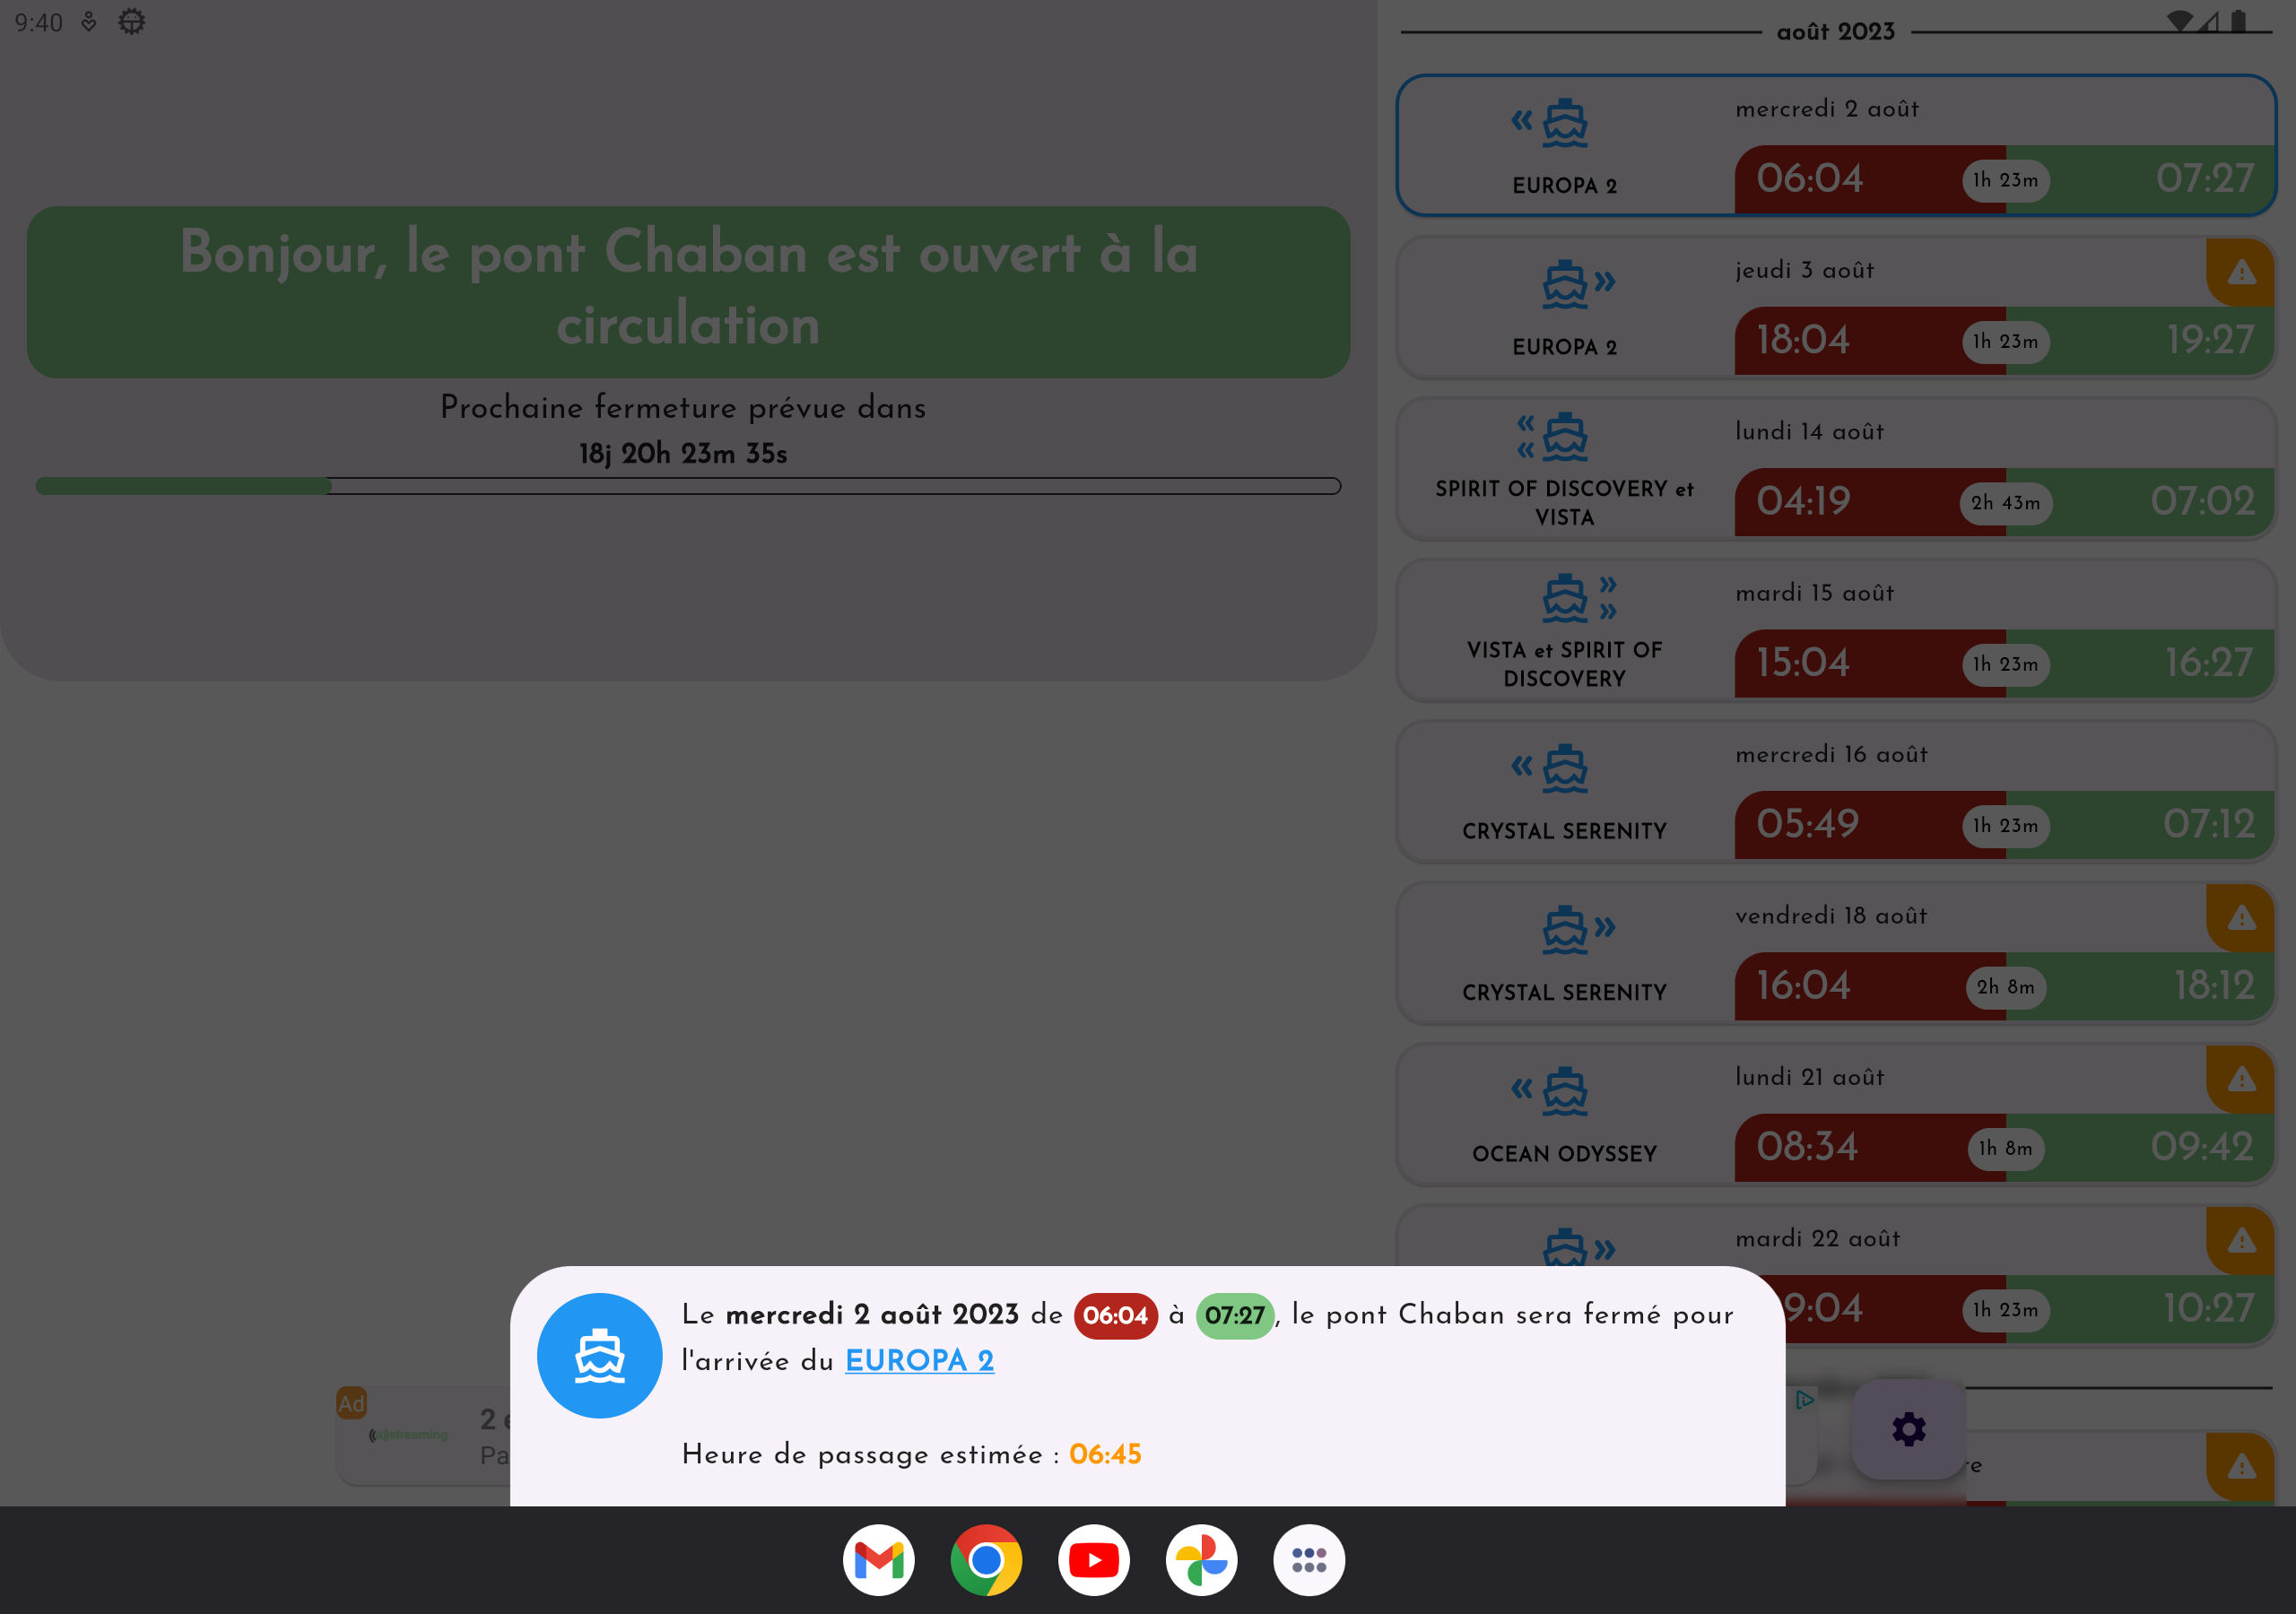 9:40
Bonjour, le pont Chaban est ouvert à la
circulation
Prochaine fermeture prévue dans
18j 20h 23m 35s
août 2023
mercredi 2 août
EUROPA 2
06:04
1h 23m
07:27
jeudi 3 août
EUROPA 2
18:04
1h 23m
19:27
lundi 14 août
SPIRIT OF DISCOVERY et
VISTA
04:19
2h 43m
07:02
mardi 15 août
VISTA et SPIRIT OF
DISCOVERY
15:04
1h 23m
16:27
mercredi 16 août
CRYSTAL SERENITY
05:49
1h 23m
07:12
vendredi 18 août
CRYSTAL SERENITY
16:04
2h 8m
18:12
lundi 21 août
OCEAN ODYSSEY
08:34
1h 8m
09:42
mardi 22 août
9:04
1h 23m
10:27
Le mercredi 2 août 2023 de 06:04 à 07:27, le pont Chaban sera fermé pour
l'arrivée du EUROPA 2
Heure de passage estimée : 06:45
Ad
streaming
2 e
Pa
re